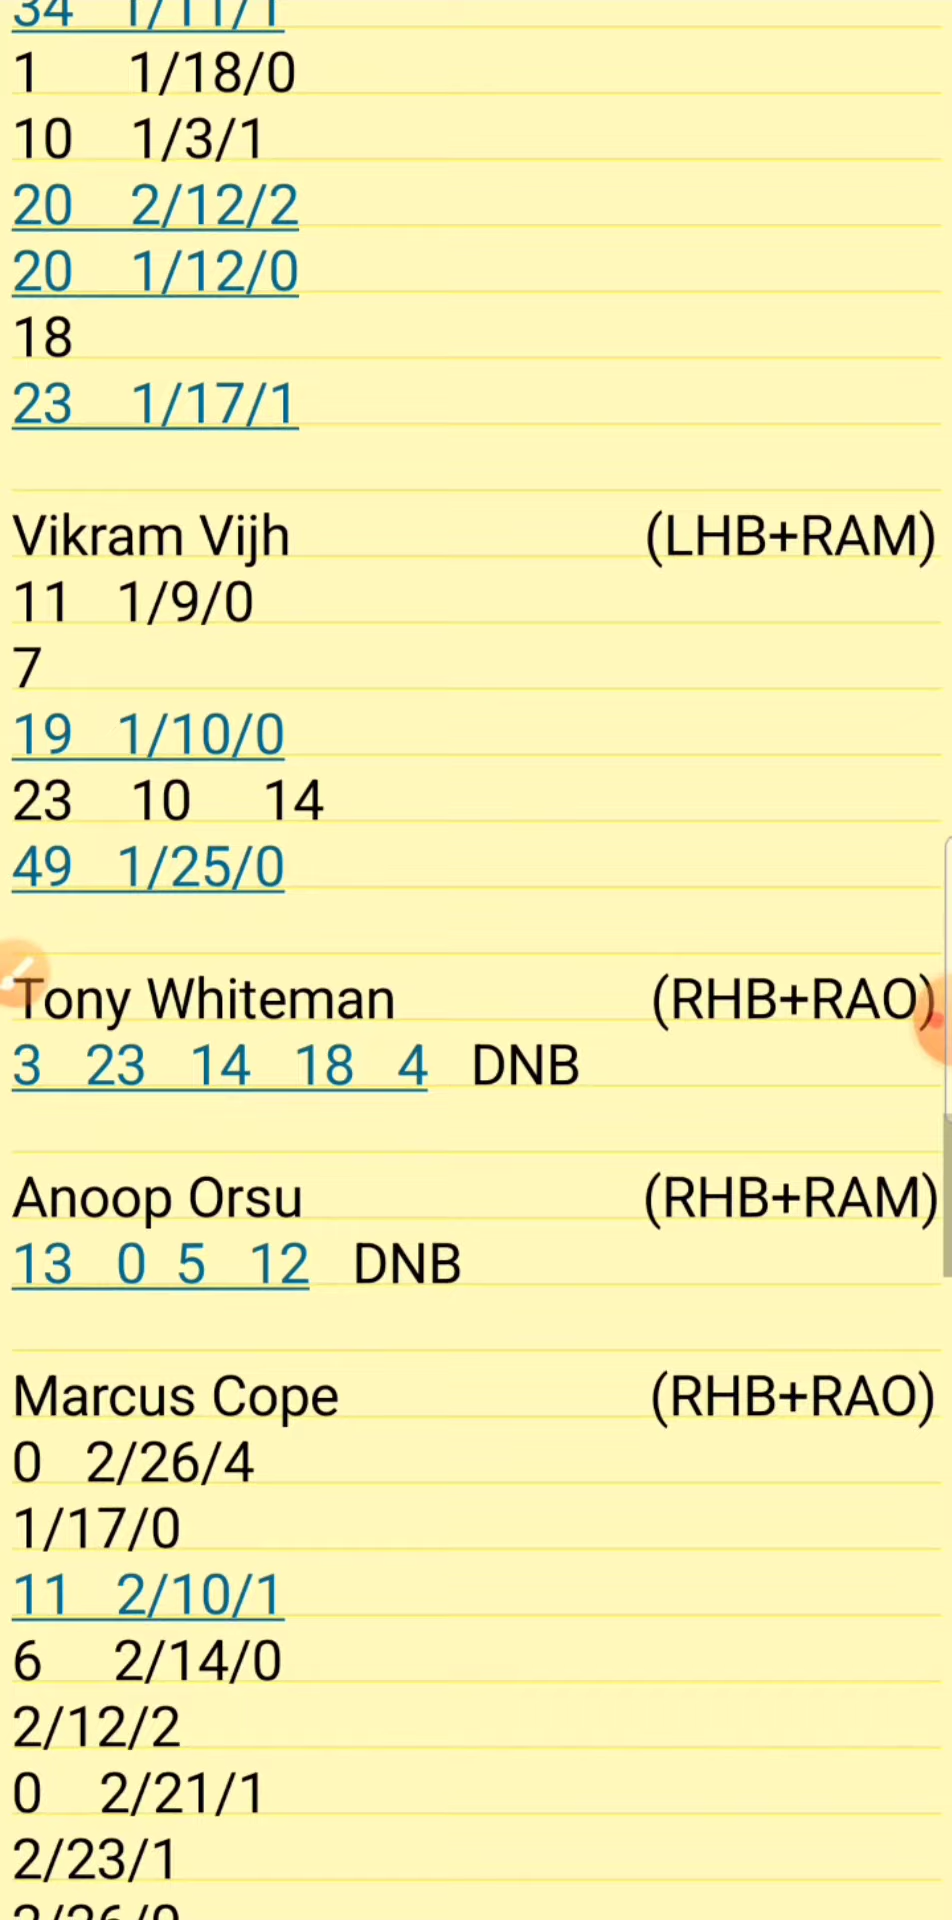 34 1/11/1
1 1/18/0
10 1/3/1
20 2/12/2
20 1/12/0
18
23 1/17/1
Vikram Vijh (LHB+RAM)
11 1/9/0
7
19 1/10/0
23 10 14
49 1/25/0
Tony Whiteman (RHB+RAO)
3 23 14 18 4 DNB
Anoop Orsu (RHB+RAM)
13 0 5 12 DNB
Marcus Cope (RHB+RAO)
0 2/26/4
1/17/0
11 2/10/1
6 2/14/0
2/12/2
0 2/21/1
2/23/1